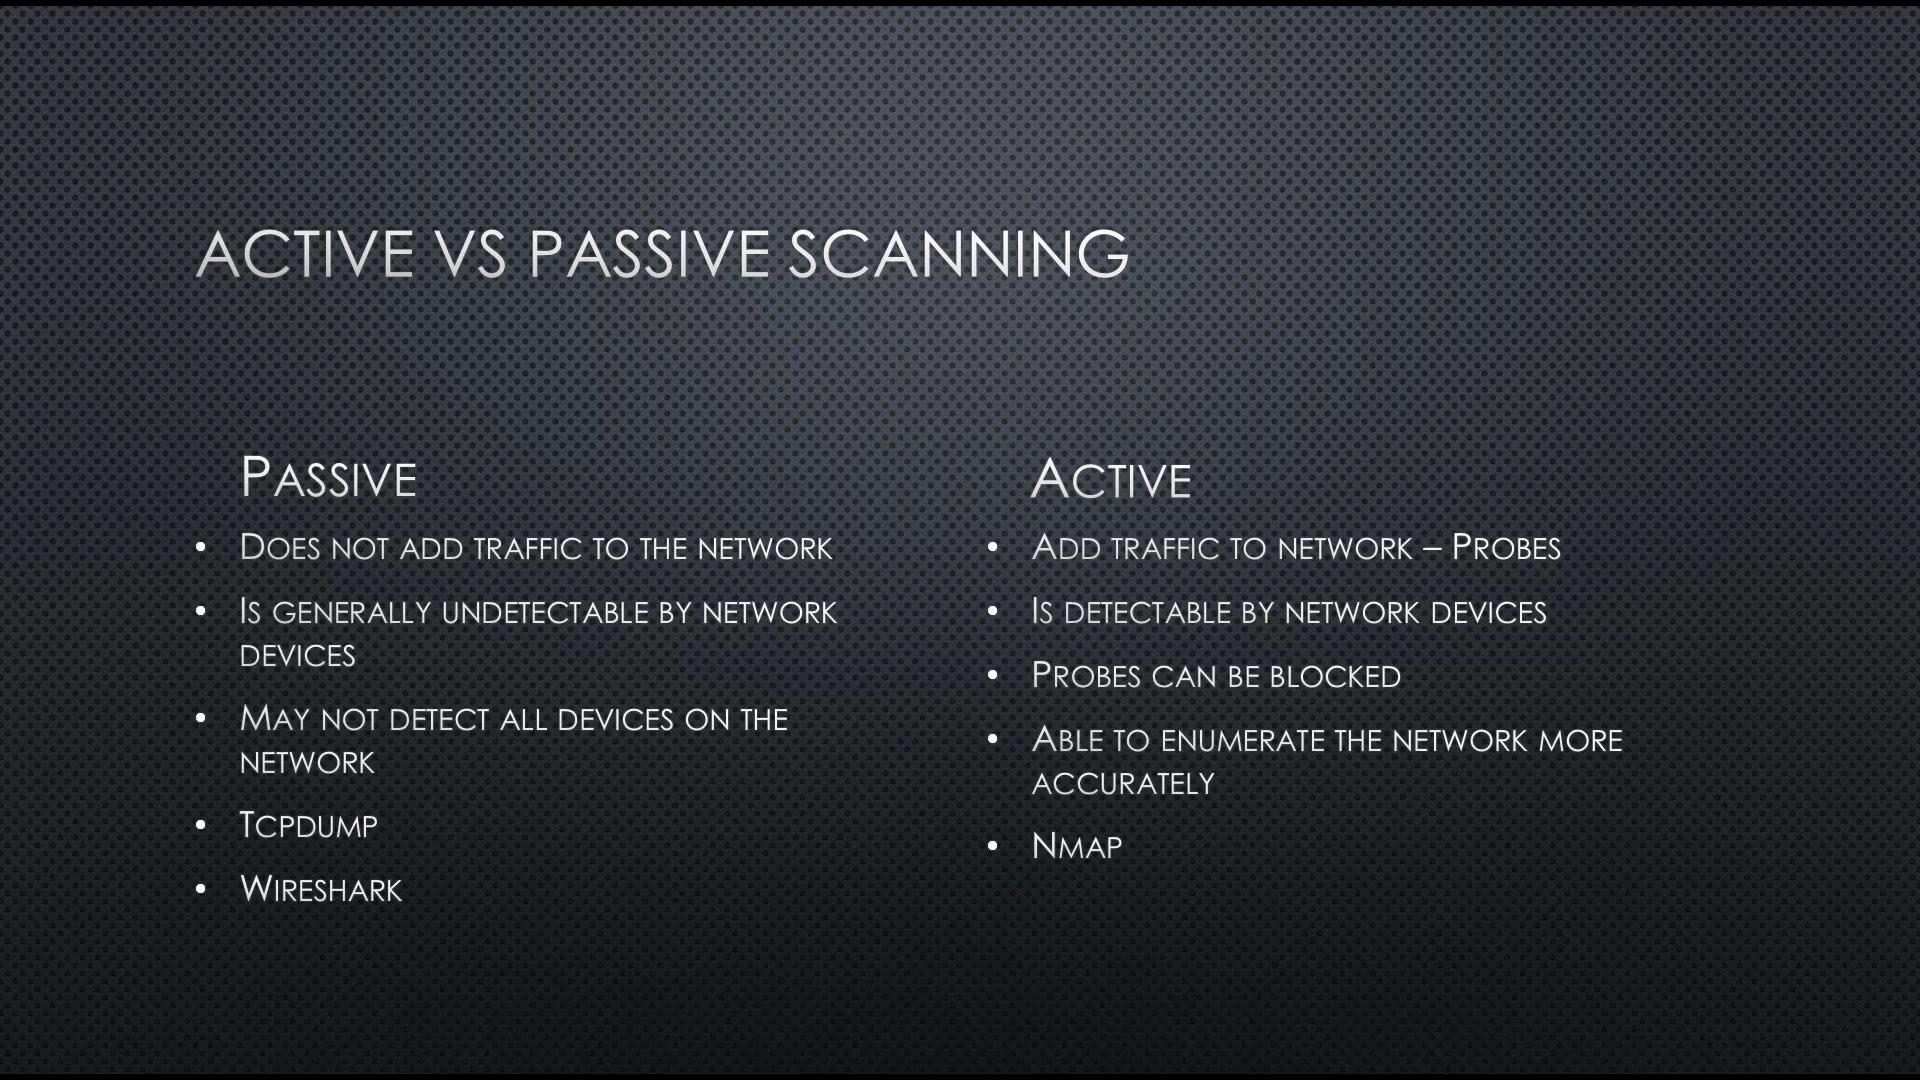 ACTIVE VS PASSIVE SCANNING
PASSIVE
• DOES NOT ADD TRAFFIC TO THE NETWORK
• IS GENERALLY UNDETECTABLE BY NETWORK
DEVICES
• MAY NOT DETECT ALL DEVICES ON THE
NETWORK
• TCPDUMP
• WIRESHARK
ACTIVE
• ADD TRAFFIC TO NETWORK – PROBES
• IS DETECTABLE BY NETWORK DEVICES
• PROBES CAN BE BLOCKED
• ABLE TO ENUMERATE THE NETWORK MORE
ACCURATELY
• NMAP